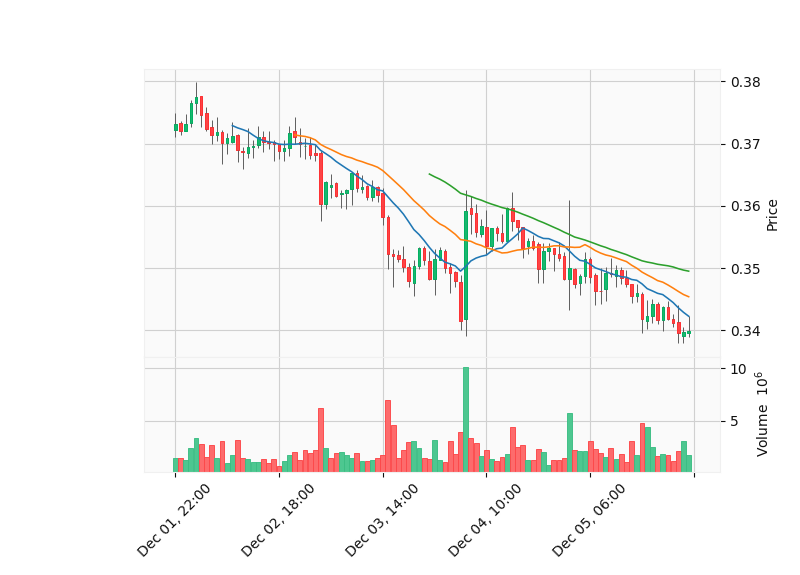 0.38
0.37
0.36
0.35
0.34
Price
10
5
Volume 10^6
Dec 01, 22:00
Dec 02, 18:00
Dec 03, 14:00
Dec 04, 10:00
Dec 05, 06:00